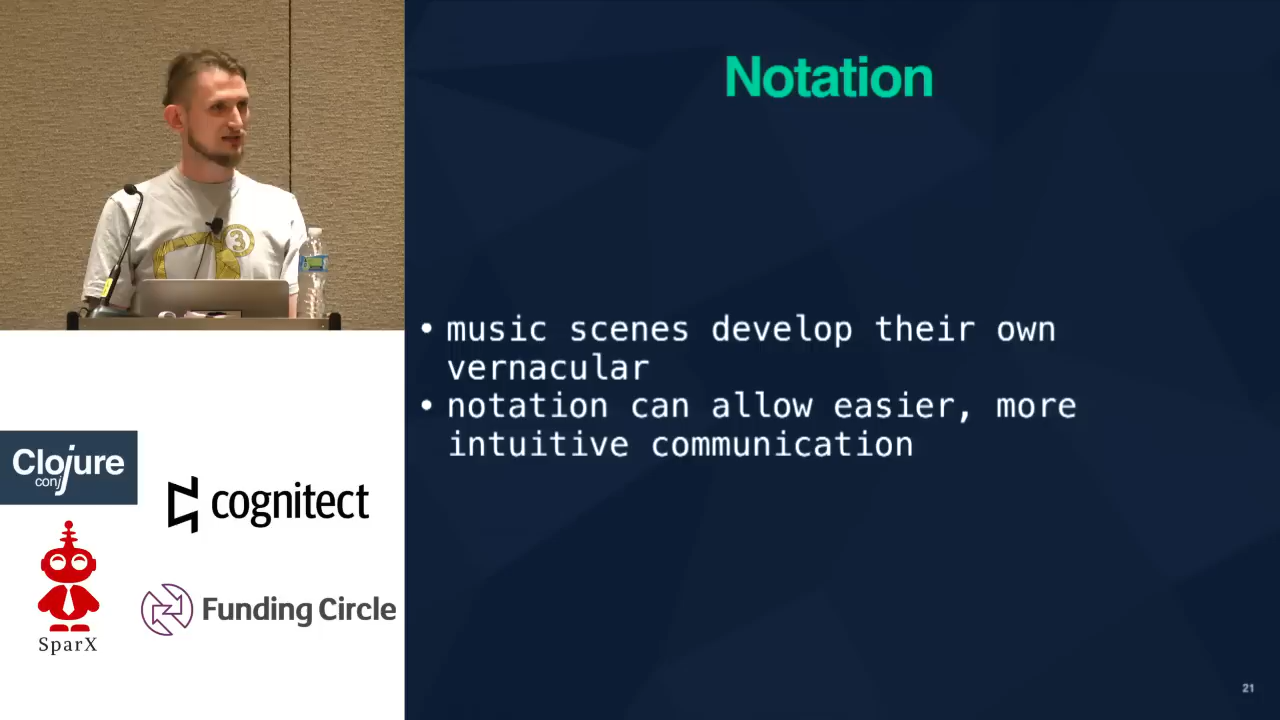 Notation
• music scenes develop their own
vernacular
• notation can allow easier, more
intuitive communication
21
3
Clojure
conj
cognitect
SparX
Funding Circle